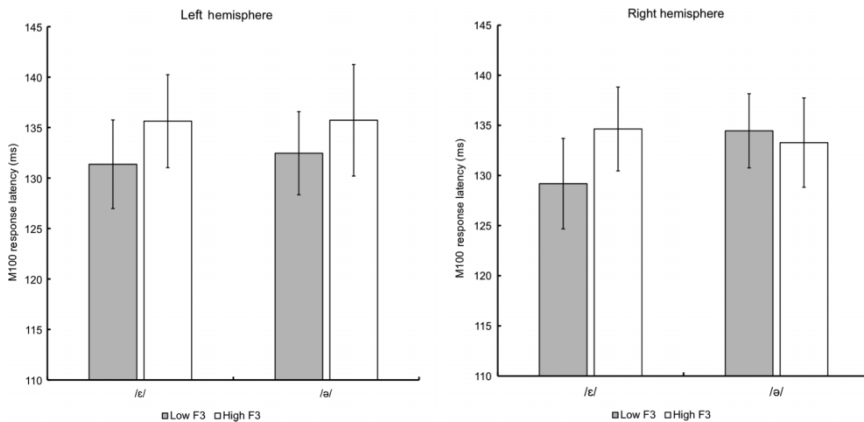 Left hemisphere
M100 response latency (ms)
145
140
135
130
125
120
115
110
/ɛ/
/ə/
Low F3
High F3
Right hemisphere
M100 response latency (ms)
145
140
135
130
125
120
115
110
/ɛ/
/ə/
Low F3
High F3